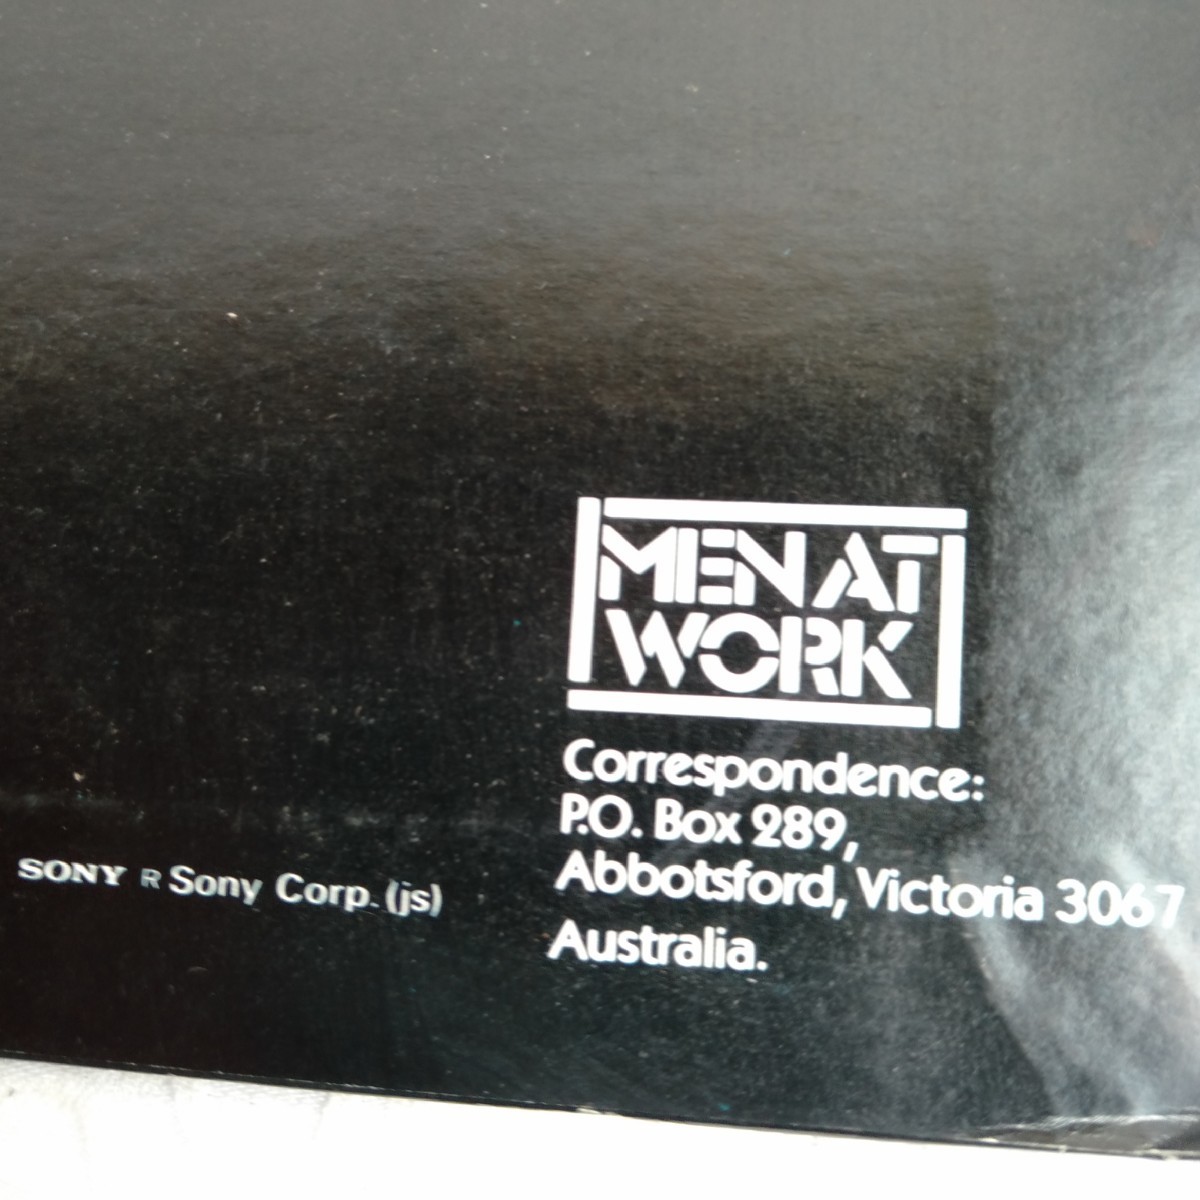 MEN AT
WORK
Correspondence:
P.O. Box 289,
Abbotsford, Victoria 3067
Australia.
SONY R Sony Corp. (js)